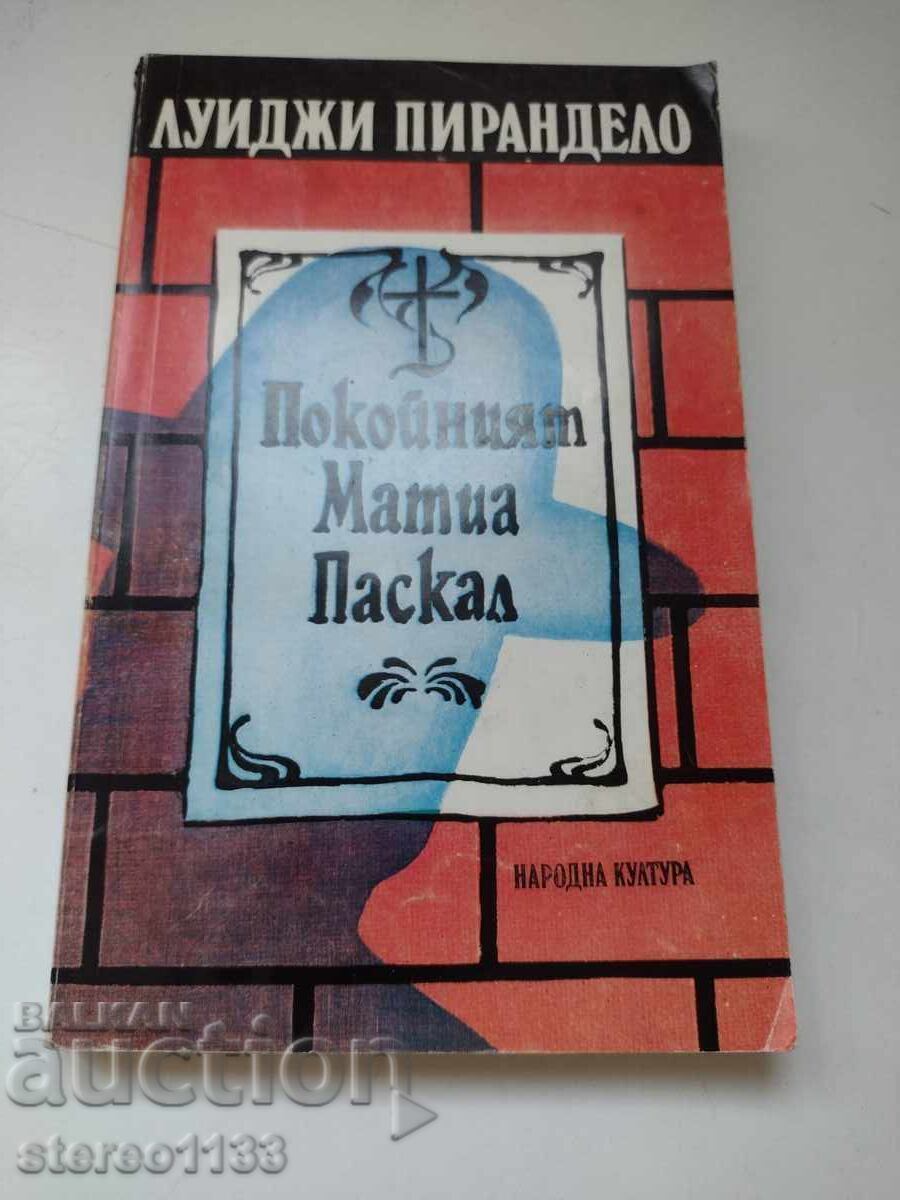 ЛУИДЖИ ПИРАНДЕЛО
Покойният
Матиа
Паскал
НАРОДНА КУЛТУРА
BALKAN
auction
stereo1133